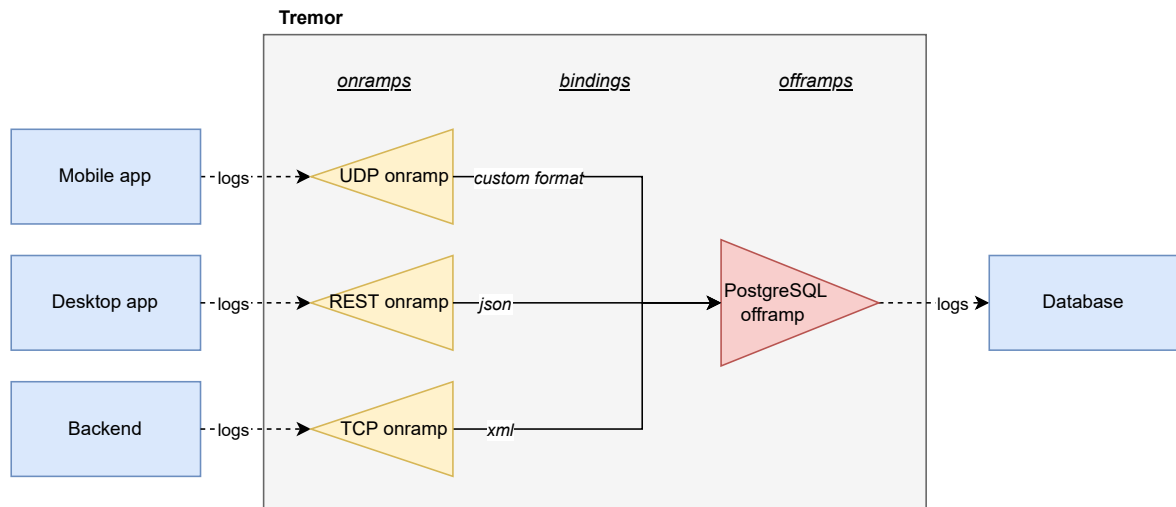 Tremor
onramps
bindings
offramps
Mobile app
logs
UDP onramp
custom format
Desktop app
logs
REST onramp
json
PostgreSQL
offramp
logs
Database
Backend
logs
TCP onramp
xml